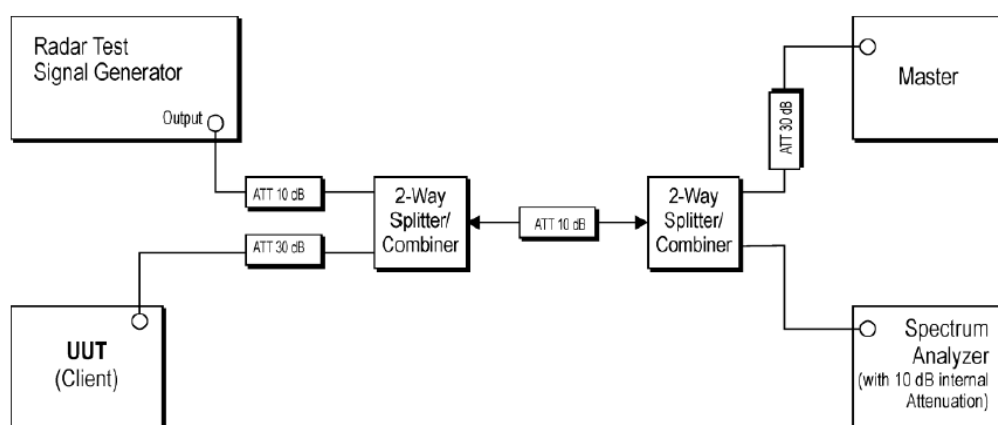 Radar Test
Signal Generator
Output
ATT 10 dB
ATT 30 dB
UUT
(Client)
2-Way
Splitter/
Combiner
ATT 10 dB
2-Way
Splitter/
Combiner
ATT 30 dB
Master
Spectrum
Analyzer
(with 10 dB internal
Attenuation)